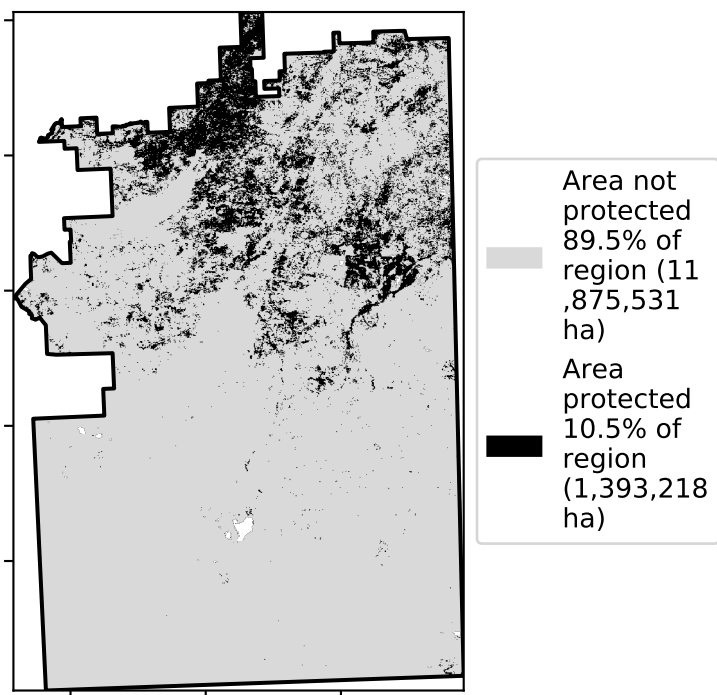 Area not
protected
89.5% of
region (11
,875,531
ha)
Area
protected
10.5% of
region
(1,393,218
ha)